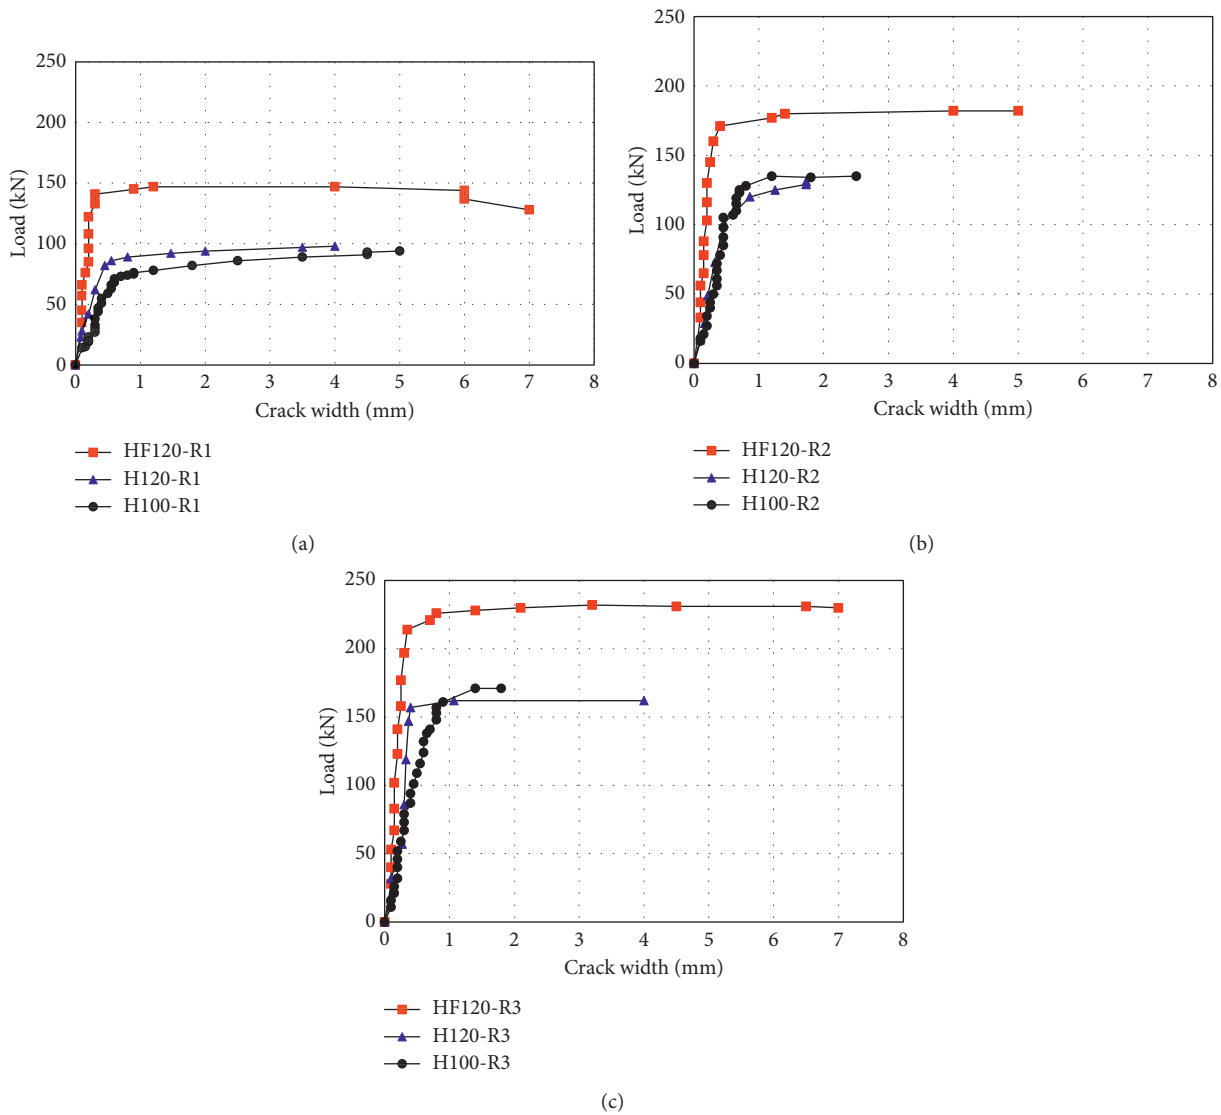 250
200
150
100
50
0
Load (kN)
0 1 2 3 4 5 6 7 8
Crack width (mm)
HF120-R1
H120-R1
H100-R1
(a)
250
200
150
100
50
0
Load (kN)
0 1 2 3 4 5 6 7 8
Crack width (mm)
HF120-R2
H120-R2
H100-R2
(b)
250
200
150
100
50
0
Load (kN)
0 1 2 3 4 5 6 7 8
Crack width (mm)
HF120-R3
H120-R3
H100-R3
(c)